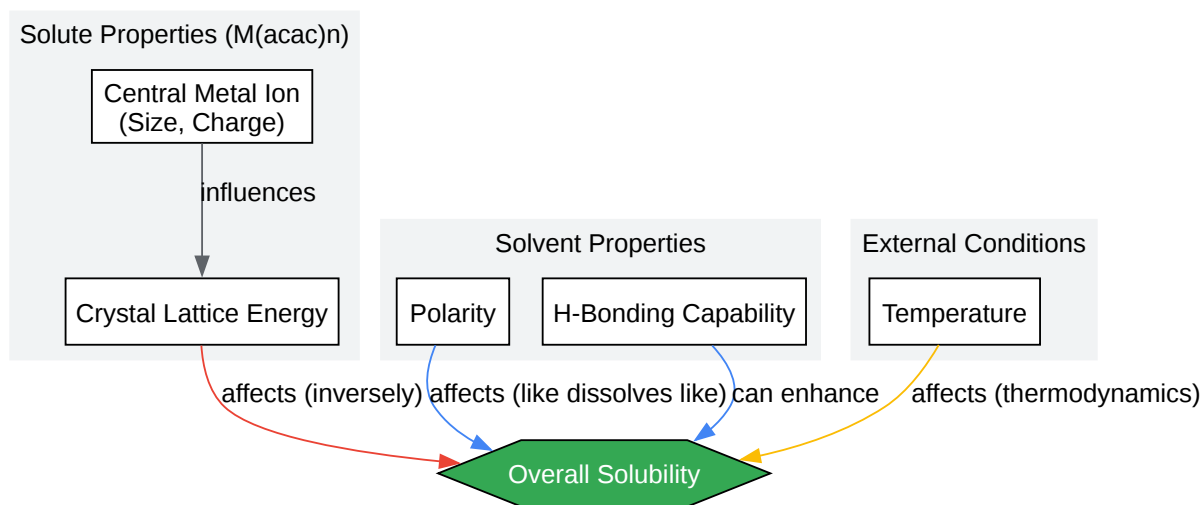 Solute Properties (M(acac)n)
Central Metal Ion
(Size, Charge)
influences
Solvent Properties
External Conditions
Crystal Lattice Energy
Polarity
H-Bonding Capability
Temperature
affects (inversely)
affects (like dissolves like)
can enhance
affects (thermodynamics)
Overall Solubility